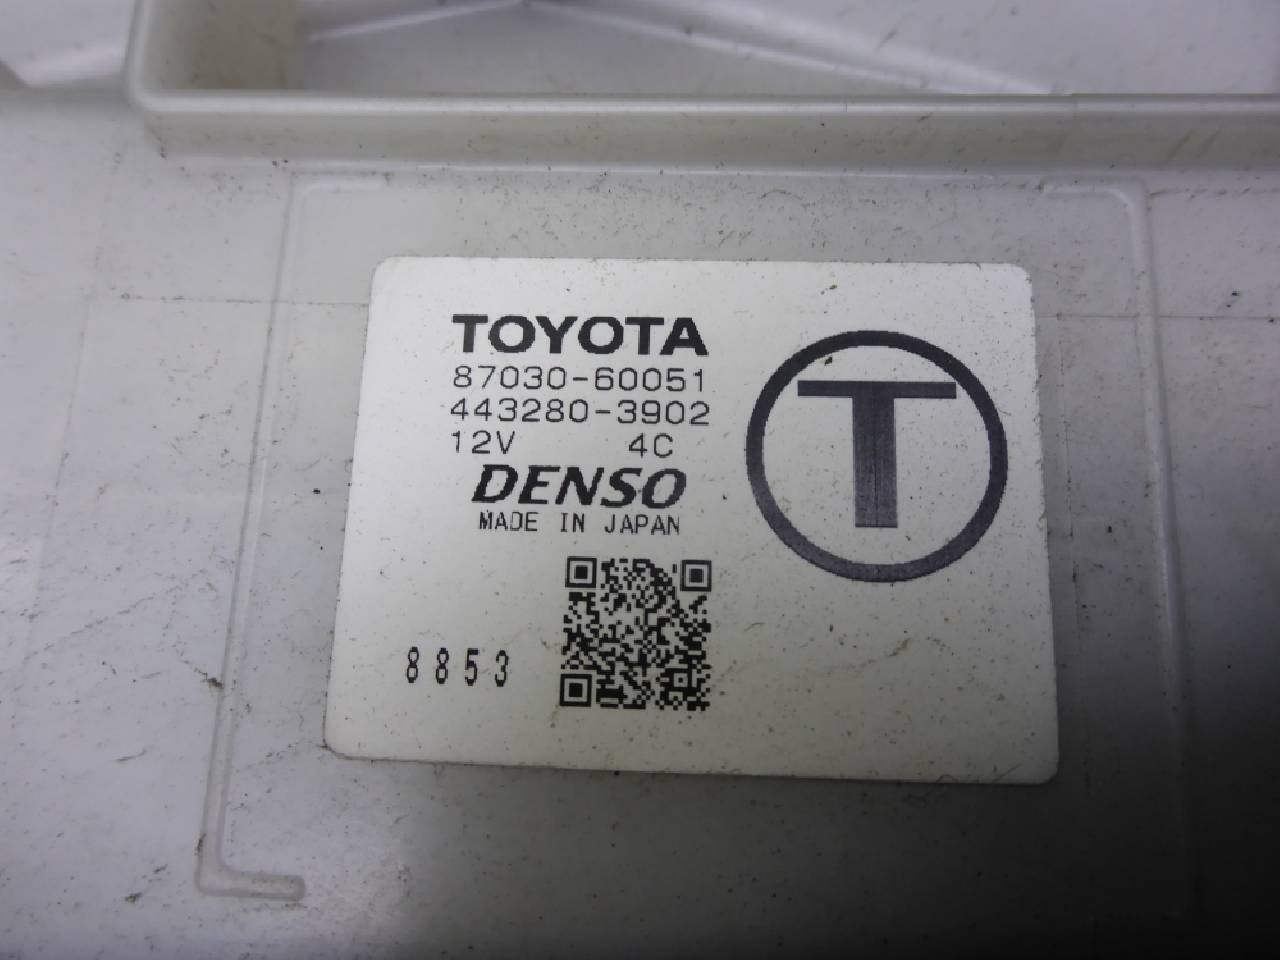 TOYOTA
87030-60051
443280-3902
12V 4C
DENSO
MADE IN JAPAN
T
8853